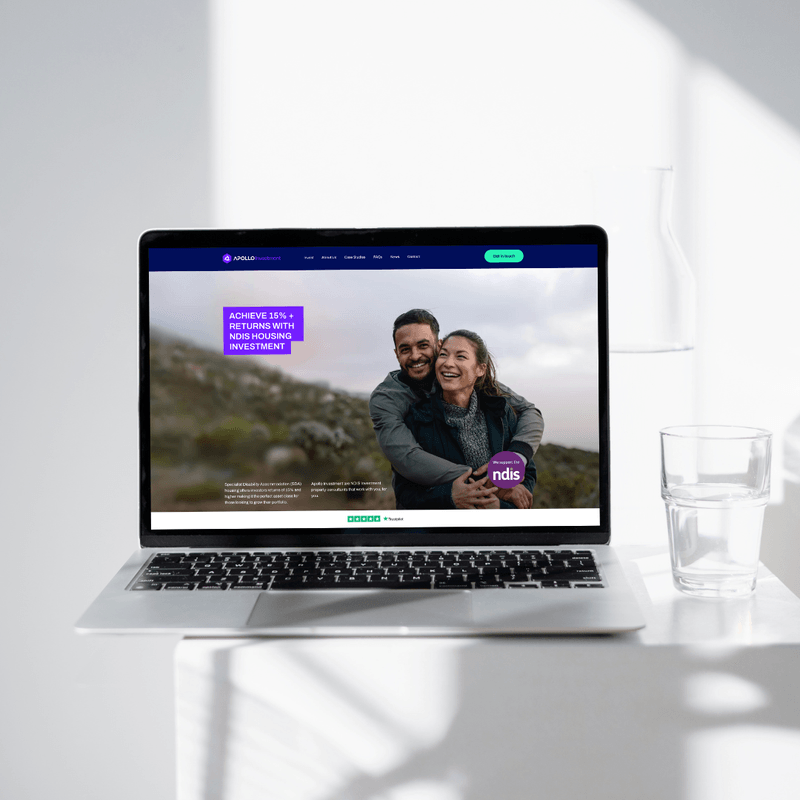 APOLLO Investment
Home
About Us
Case Studies
FAQs
News
Contact
Get in touch
ACHIEVE 15% +
RETURNS WITH
NDIS HOUSING
INVESTMENT
Specialist Disability Accommodation (SDA)
housing offers investors returns of 15% and
higher making it the perfect asset class for
those looking to grow their portfolio.
Apollo Investment are NDIS investment
property consultants that work with you, for
you.
We support the
ndis
Trustpilot